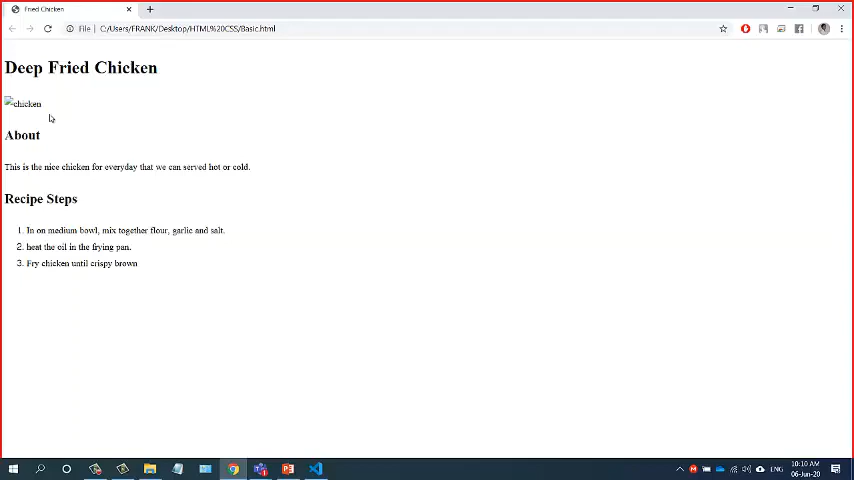 Fried Chicken
File | C:/Users/FRANK/Desktop/HTML%20CSS/Basic.html
Deep Fried Chicken
chicken
About
This is the nice chicken for everyday that we can served hot or cold.
Recipe Steps
1. In on medium bowl, mix together flour, garlic and salt.
2. heat the oil in the frying pan.
3. Fry chicken until crispy brown
ENG
10:10 AM
06-Jun-20